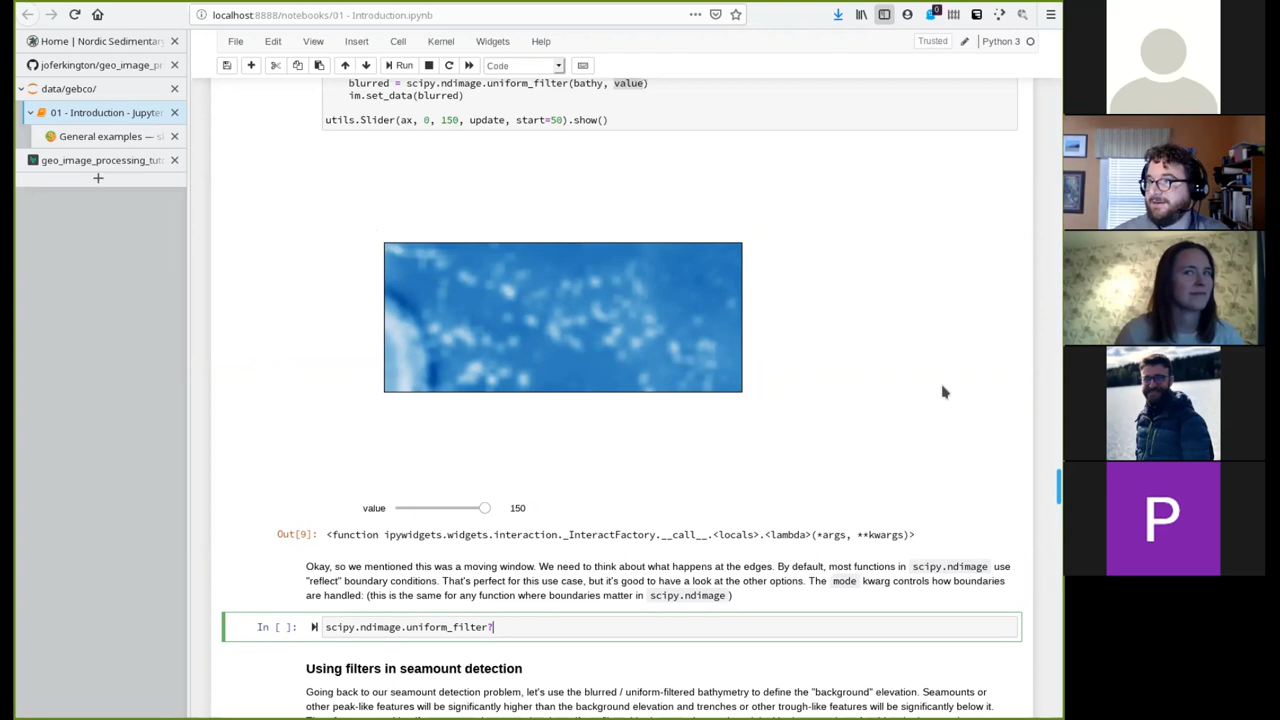 localhost:8888/notebooks/01 - Introduction.ipynb
0
Home | Nordic Sedimentar
joferkington/geo_image_pr
data/gebco/
01 - Introduction - Jupyter
General examples — s
geo_image_processing_tuto
File Edit View Insert Cell Kernel Widgets Help
Trusted
Python 3
Run
Code
blurred = scipy.ndimage.uniform_filter(bathy, value)
im.set_data(blurred)
utils.Slider(ax, 0, 150, update, start=50).show()
value
150
Out[9]: <function ipywidgets.widgets.interaction._InteractFactory.__call__.<locals>.<lambda>(*args, **kwargs)>
Okay, so we mentioned this was a moving window. We need to think about what happens at the edges. By default, most functions in scipy.ndimage use
"reflect" boundary conditions. That's perfect for this use case, but it's good to have a look at the other options. The mode kwarg controls how boundaries
are handled: (this is the same for any function where boundaries matter in scipy.ndimage )
In [ ]: scipy.ndimage.uniform_filter?
Using filters in seamount detection
Going back to our seamount detection problem, let's use the blurred / uniform-filtered bathymetry to define the "background" elevation. Seamounts or
other peak-like features will be significantly higher than the background elevation and trenches or other trough-like features will be significantly below it.
P